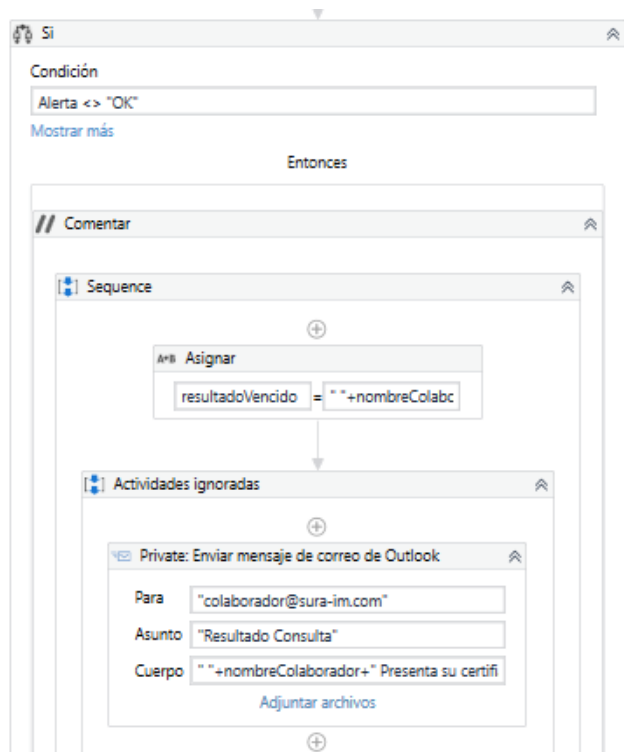 Si
Condición
Alerta <> "OK"
Mostrar más
Entonces
// Comentar
Sequence
A*B Asignar
resultadoVencido = " "+nombreColabc
Actividades ignoradas
Private: Enviar mensaje de correo de Outlook
Para "colaborador@sura-im.com"
Asunto "Resultado Consulta"
Cuerpo " "+nombreColaborador+" Presenta su certifi
Adjuntar archivos